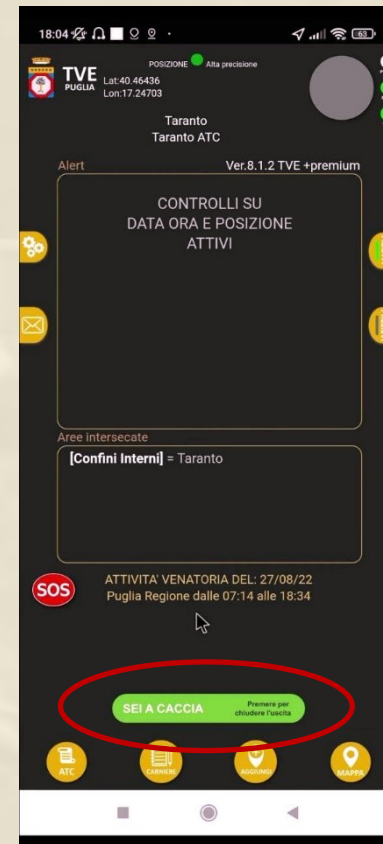 18:04
63
POSIZIONE Alta precisione
TVE
PUGLIA
Lat:40.46436
Lon:17.24703
Taranto
Taranto ATC
Alert
Ver.8.1.2 TVE +premium
CONTROLLI SU
DATA ORA E POSIZIONE
ATTIVI
Aree intersecate
[Confini Interni] = Taranto
SOS
ATTIVITA' VENATORIA DEL: 27/08/22
Puglia Regione dalle 07:14 alle 18:34
SEI A CACCIA
Premere per
chiudere l'uscita
ATC
CARNIERE
AGGIUNGI
MAPPA